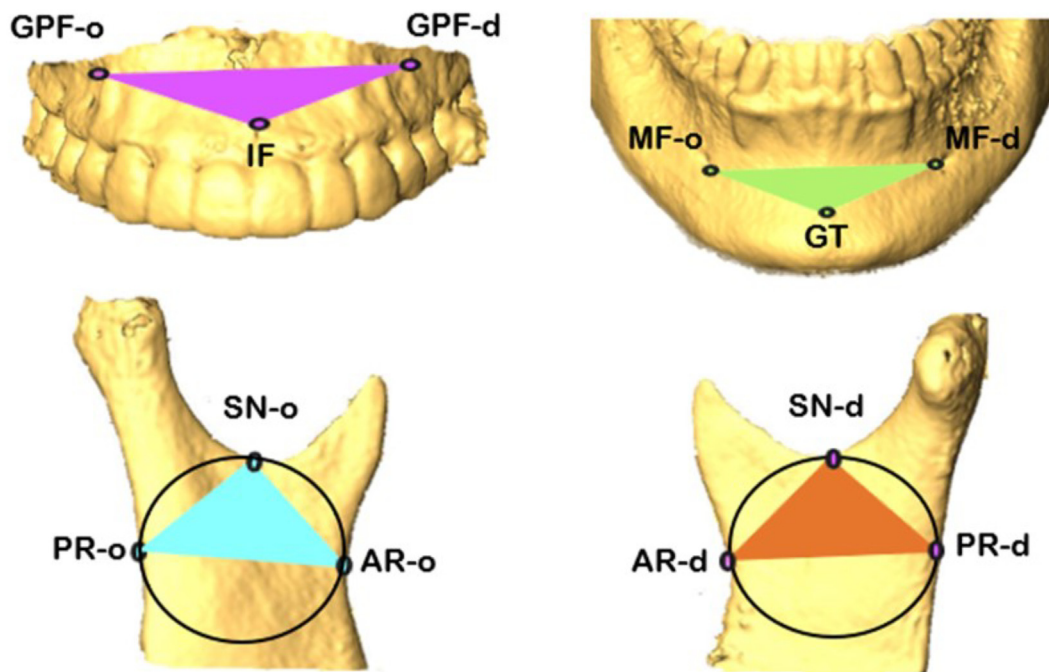 GPF-o
GPF-d
IF
MF-o
MF-d
GT
SN-o
PR-o
AR-o
SN-d
AR-d
PR-d